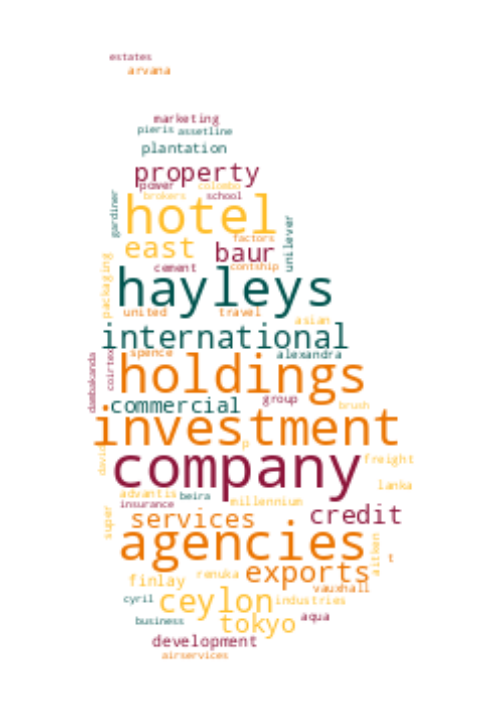 estates
arvana
marketing
pieris assetline
plantation
property
power colombo
brokers school
gardiner
hotel
unilever
factors
east baur
cement contship
packaging
hayleys
united travel
asian
international
spence alexandra
dambakanda
coirtex
holdings
commercial group
brush
investment
p
david
company
freight
lanka
advantis beira
insurance millennium
super
services credit
agencies
aitken
t
finlay renuka exports
vauxhall
cyril ceylon industries
business tokyo aqua
development
airservices